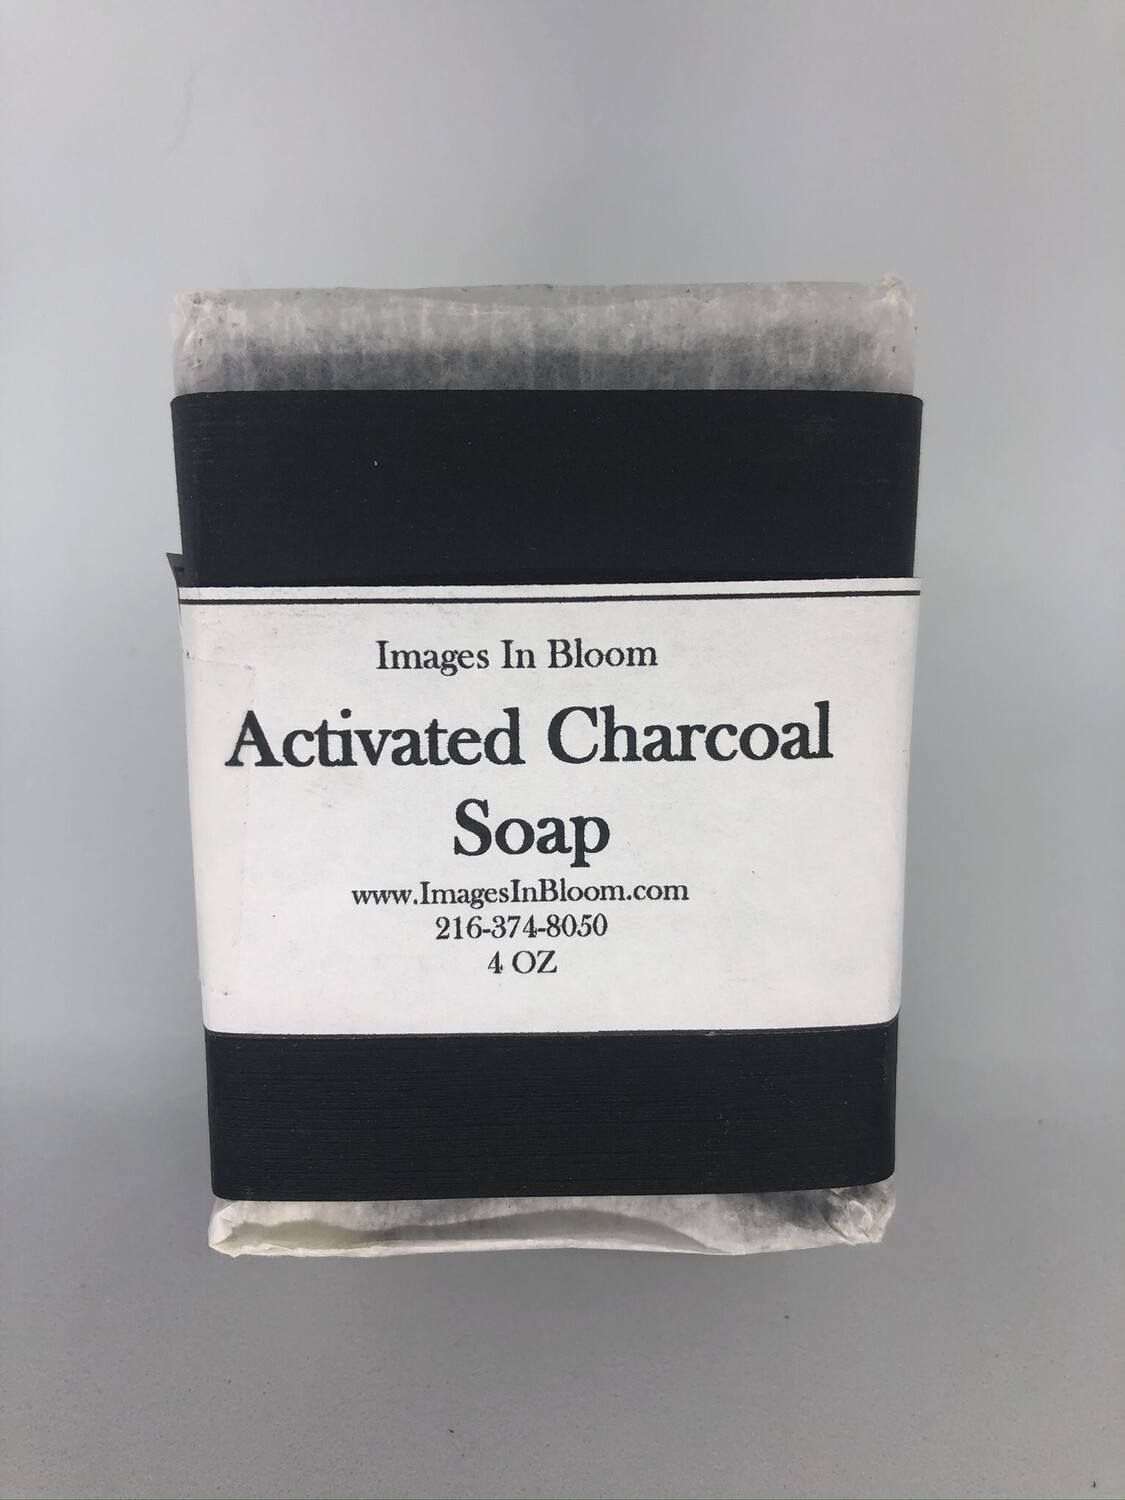 Images In Bloom
Activated Charcoal
Soap
www.ImagesInBloom.com
216-374-8050
4 OZ